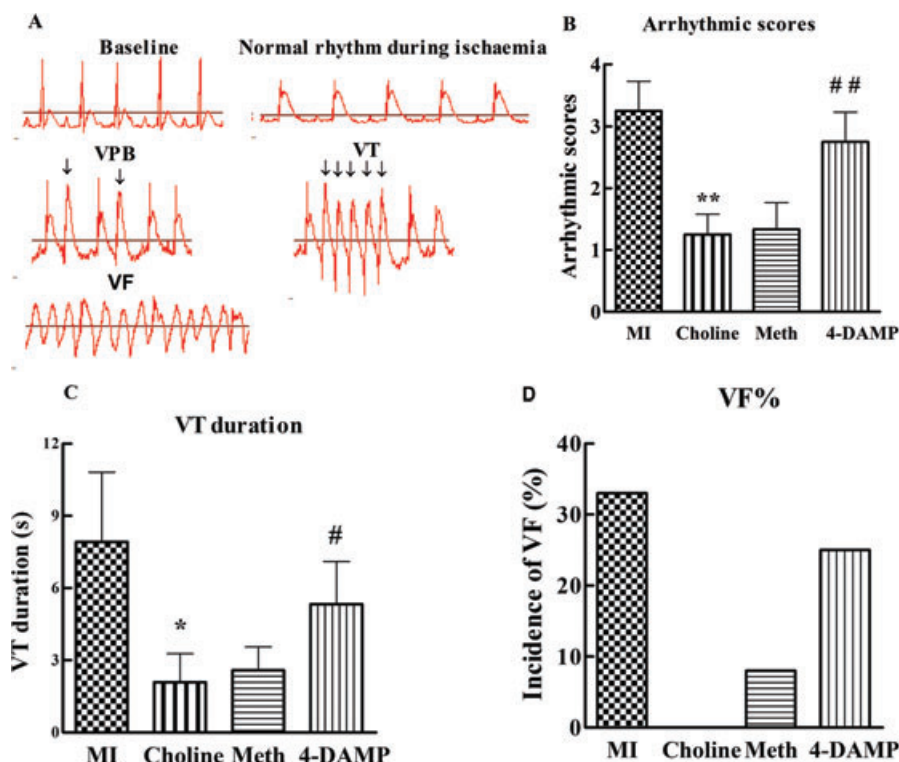 A
Baseline
Normal rhythm during ischaemia
VPB
VT
↓ ↓
↓ ↓ ↓ ↓ ↓
VF
B
Arrhythmic scores
Arrhythmic scores
4
3
2
1
0
**
##
MI Choline Meth 4-DAMP
C
VT duration
VT duration (s)
12
9
6
3
0
*
#
MI Choline Meth 4-DAMP
D
VF%
Incidence of VF (%)
40
30
20
10
0
MI Choline Meth 4-DAMP